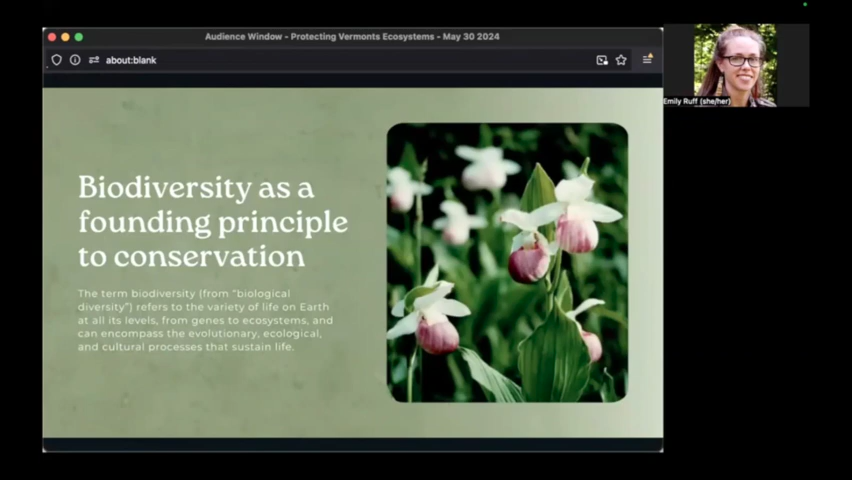 Audience Window - Protecting Vermonts Ecosystems - May 30 2024
about:blank
Emily Ruff (she/her)
Biodiversity as a
founding principle
to conservation
The term biodiversity (from “biological
diversity”) refers to the variety of life on Earth
at all its levels, from genes to ecosystems, and
can encompass the evolutionary, ecological,
and cultural processes that sustain life.